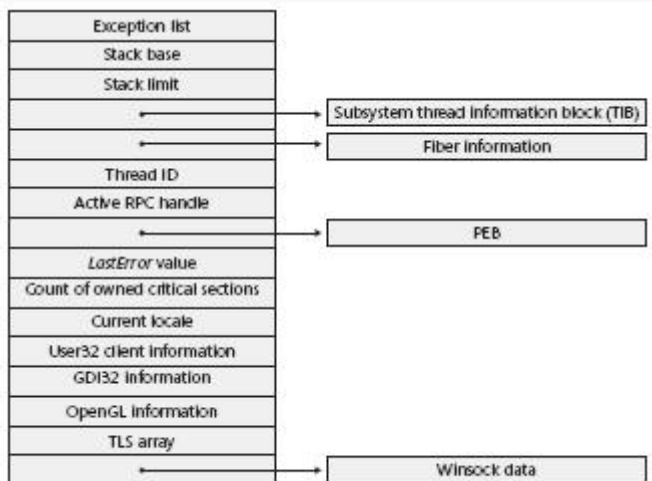 Exception list
Stack base
Stack limit
Subsystem thread information block (TIB)
Fiber information
Thread ID
Active RPC handle
PEB
LastError value
Count of owned critical sections
Current locale
User32 client information
GDI32 information
OpenGL information
TLS array
Winsock data